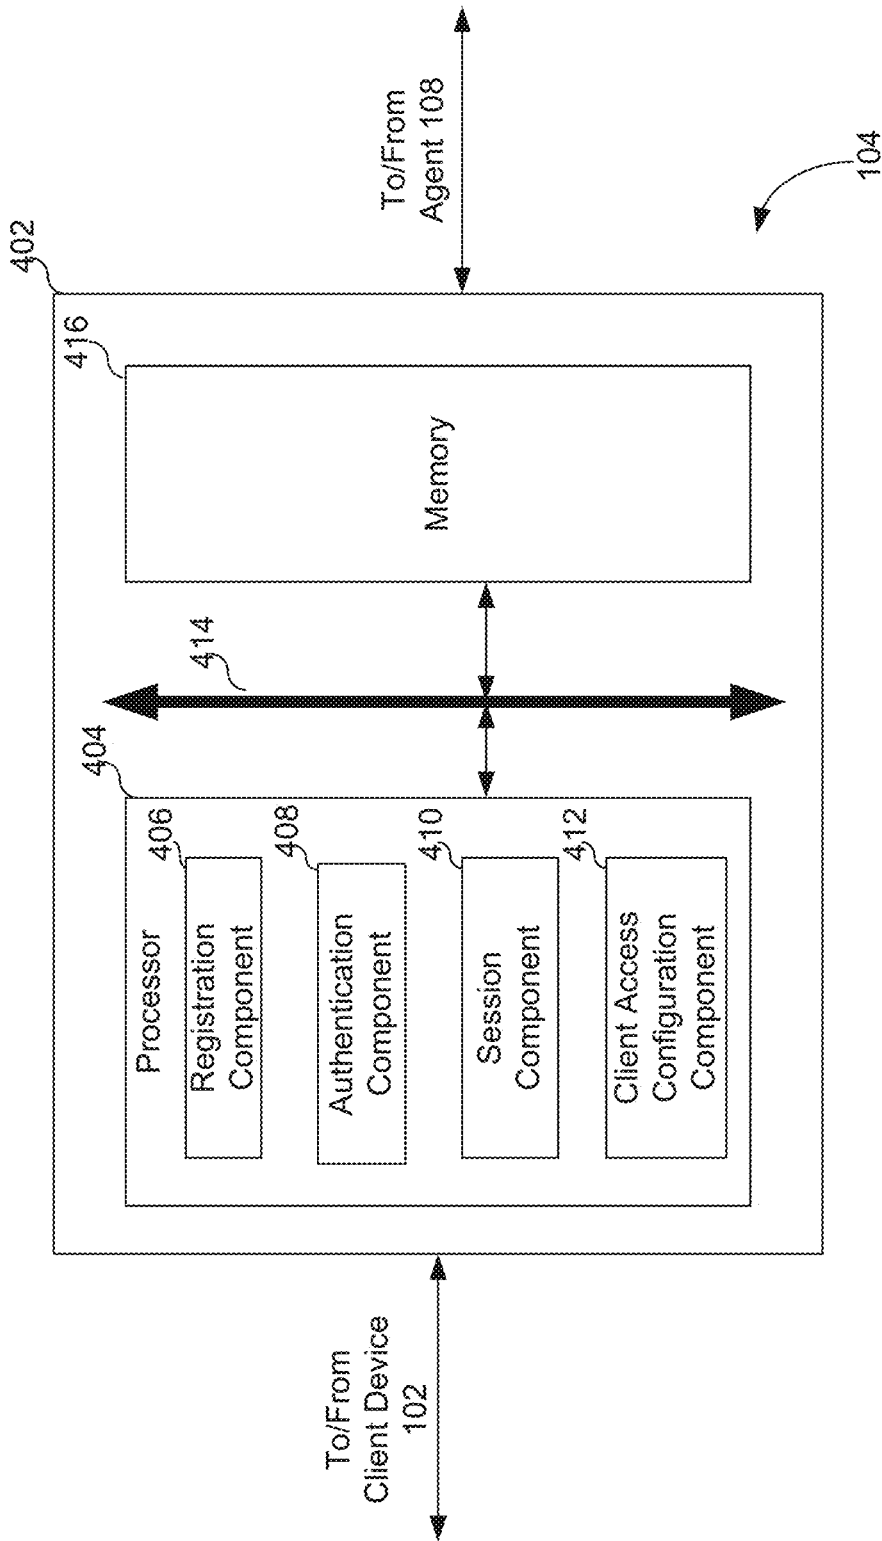 402
404
Processor
406
Registration
Component
408
Authentication
Component
410
Session
Component
412
Client Access
Configuration
Component
414
416
Memory
To/From
Client Device
102
To/From
Agent 108
104